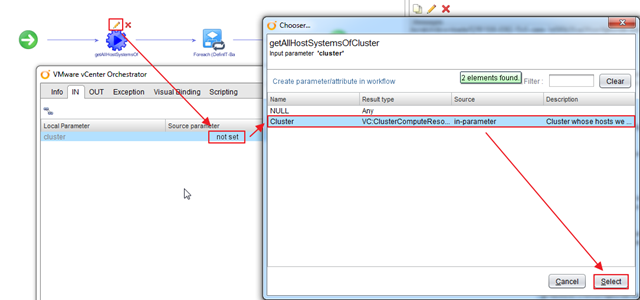 getAllHostSystemsOf
Foreach (DefnIT:Ba
VMware vCenter Orchestrator
Info IN OUT Exception Visual Binding Scripting
Local Parameter Source parameter
cluster not set
Chooser...
getAllHostSystemsOfCluster
Input parameter "cluster"
Create parameter/attribute in workflow 2 elements found. Filter: Clear
Name Result type Source Description
NULL Any
Cluster VC:ClusterComputeReso... in-parameter Cluster whose hosts we ...
Cancel Select